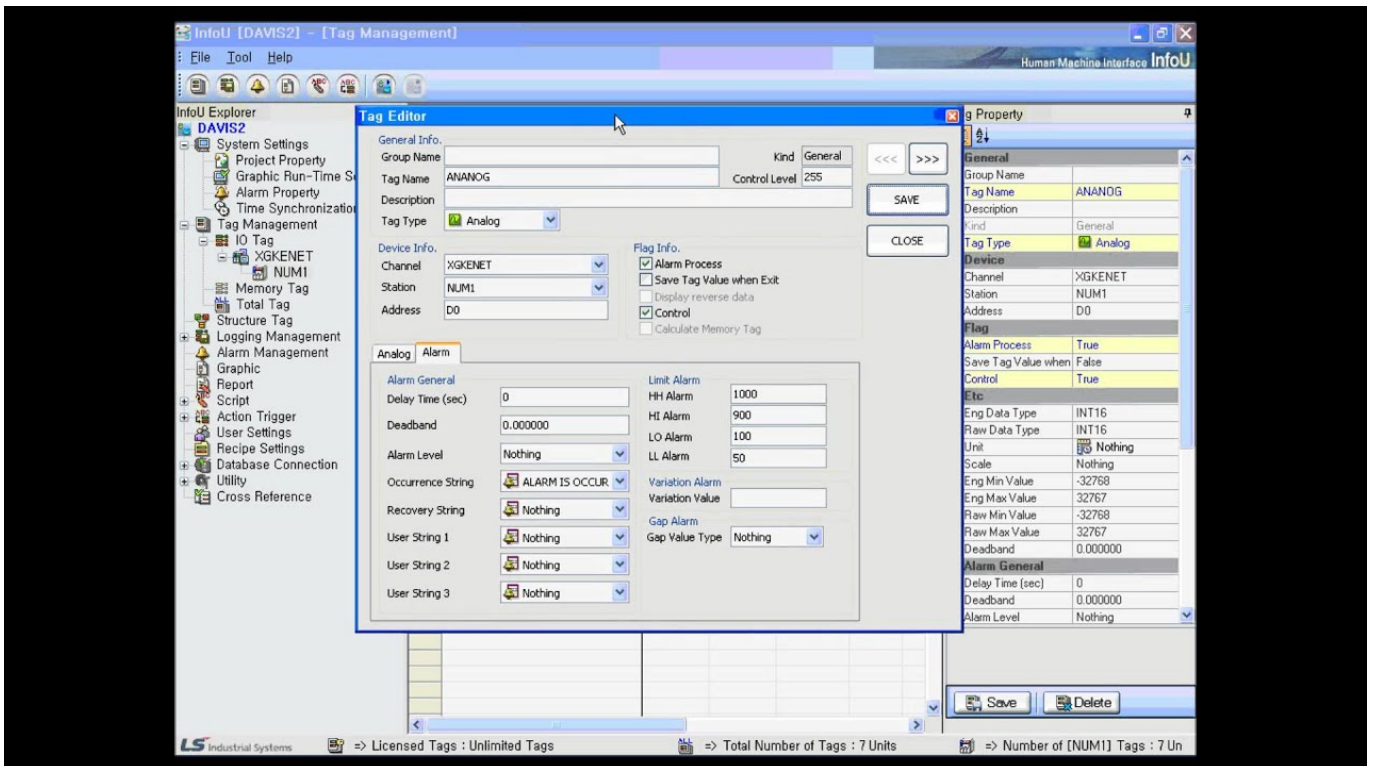 InfoU [DAVIS2] - [Tag Management]
File Tool Help
Human Machine Interface InfoU
InfoU Explorer
DAVIS2
System Settings
Project Property
Graphic Run-Time S
Alarm Property
Time Synchronization
Tag Management
IO Tag
XGKENET
NUM1
Memory Tag
Total Tag
Structure Tag
Logging Management
Alarm Management
Graphic
Report
Script
Action Trigger
User Settings
Recipe Settings
Database Connection
Utility
Cross Reference
Tag Editor
General Info.
Group Name
Kind General
Tag Name ANANOG
Control Level 255
Description
Tag Type Analog
<<< >>>
SAVE
CLOSE
Device Info.
Channel XGKENET
Station NUM1
Address D0
Flag Info.
Alarm Process
Save Tag Value when Exit
Display reverse data
Control
Calculate Memory Tag
Analog Alarm
Alarm General
Delay Time (sec) 0
Deadband 0.000000
Alarm Level Nothing
Occurrence String ALARM IS OCCUR
Recovery String Nothing
User String 1 Nothing
User String 2 Nothing
User String 3 Nothing
Limit Alarm
HH Alarm 1000
HI Alarm 900
LO Alarm 100
LL Alarm 50
Variation Alarm
Variation Value
Gap Alarm
Gap Value Type Nothing
g Property
General
Group Name
Tag Name ANANOG
Description
Kind General
Tag Type Analog
Device
Channel XGKENET
Station NUM1
Address D0
Flag
Alarm Process True
Save Tag Value when False
Control True
Etc
Eng Data Type INT16
Raw Data Type INT16
Unit Nothing
Scale Nothing
Eng Min Value -32768
Eng Max Value 32767
Raw Min Value -32768
Raw Max Value 32767
Deadband 0.000000
Alarm General
Delay Time (sec) 0
Deadband 0.000000
Alarm Level Nothing
Save Delete
LS Industrial Systems => Licensed Tags : Unlimited Tags => Total Number of Tags : 7 Units => Number of [NUM1] Tags : 7 Un